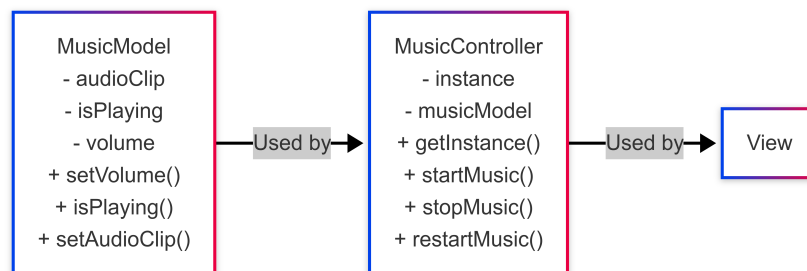 MusicModel
- audioClip
- isPlaying
- volume
+ setVolume()
+ isPlaying()
+ setAudioClip()
Used by
MusicController
- instance
- musicModel
+ getInstance()
+ startMusic()
+ stopMusic()
+ restartMusic()
Used by
View